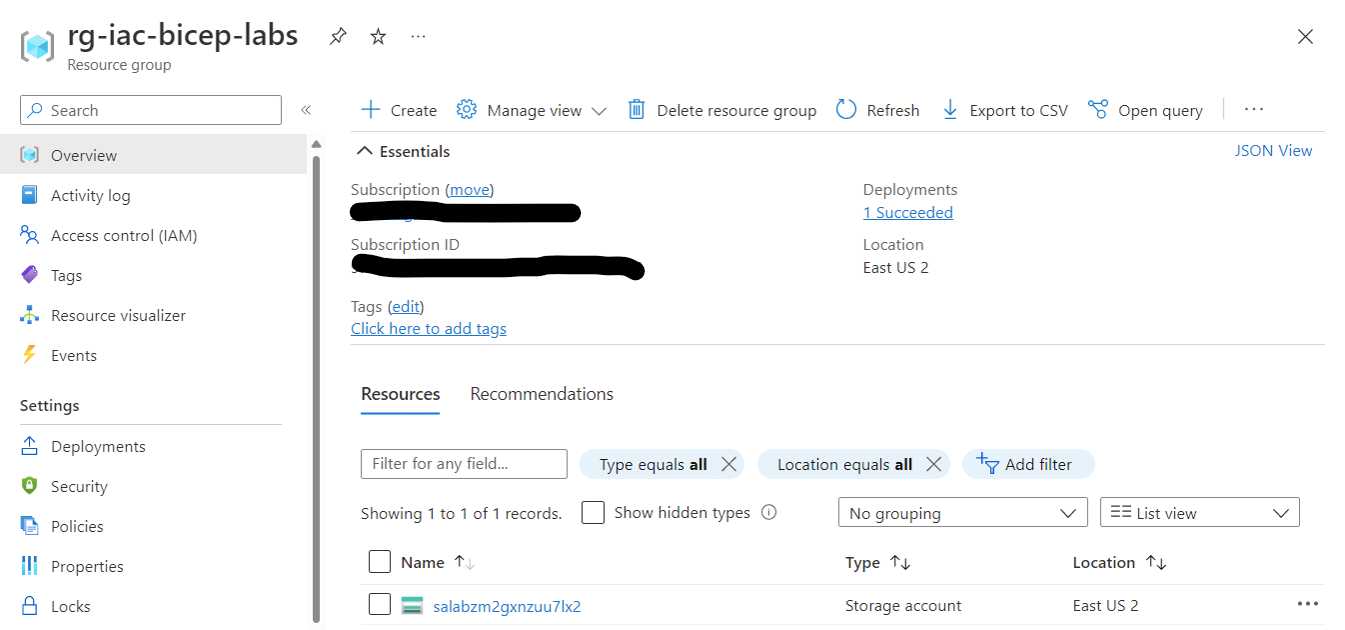 rg-iac-bicep-labs
Resource group
Search
Overview
Activity log
Access control (IAM)
Tags
Resource visualizer
Events
Settings
Deployments
Security
Policies
Properties
Locks
Create Manage view Delete resource group Refresh Export to CSV Open query
Essentials JSON View
Subscription (move)
Subscription ID
Tags (edit)
Click here to add tags
Deployments
1 Succeeded
Location
East US 2
Resources Recommendations
Filter for any field... Type equals all Location equals all Add filter
Showing 1 to 1 of 1 records. Show hidden types No grouping List view
Name Type Location
salabzm2gxnzuu7lx2 Storage account East US 2